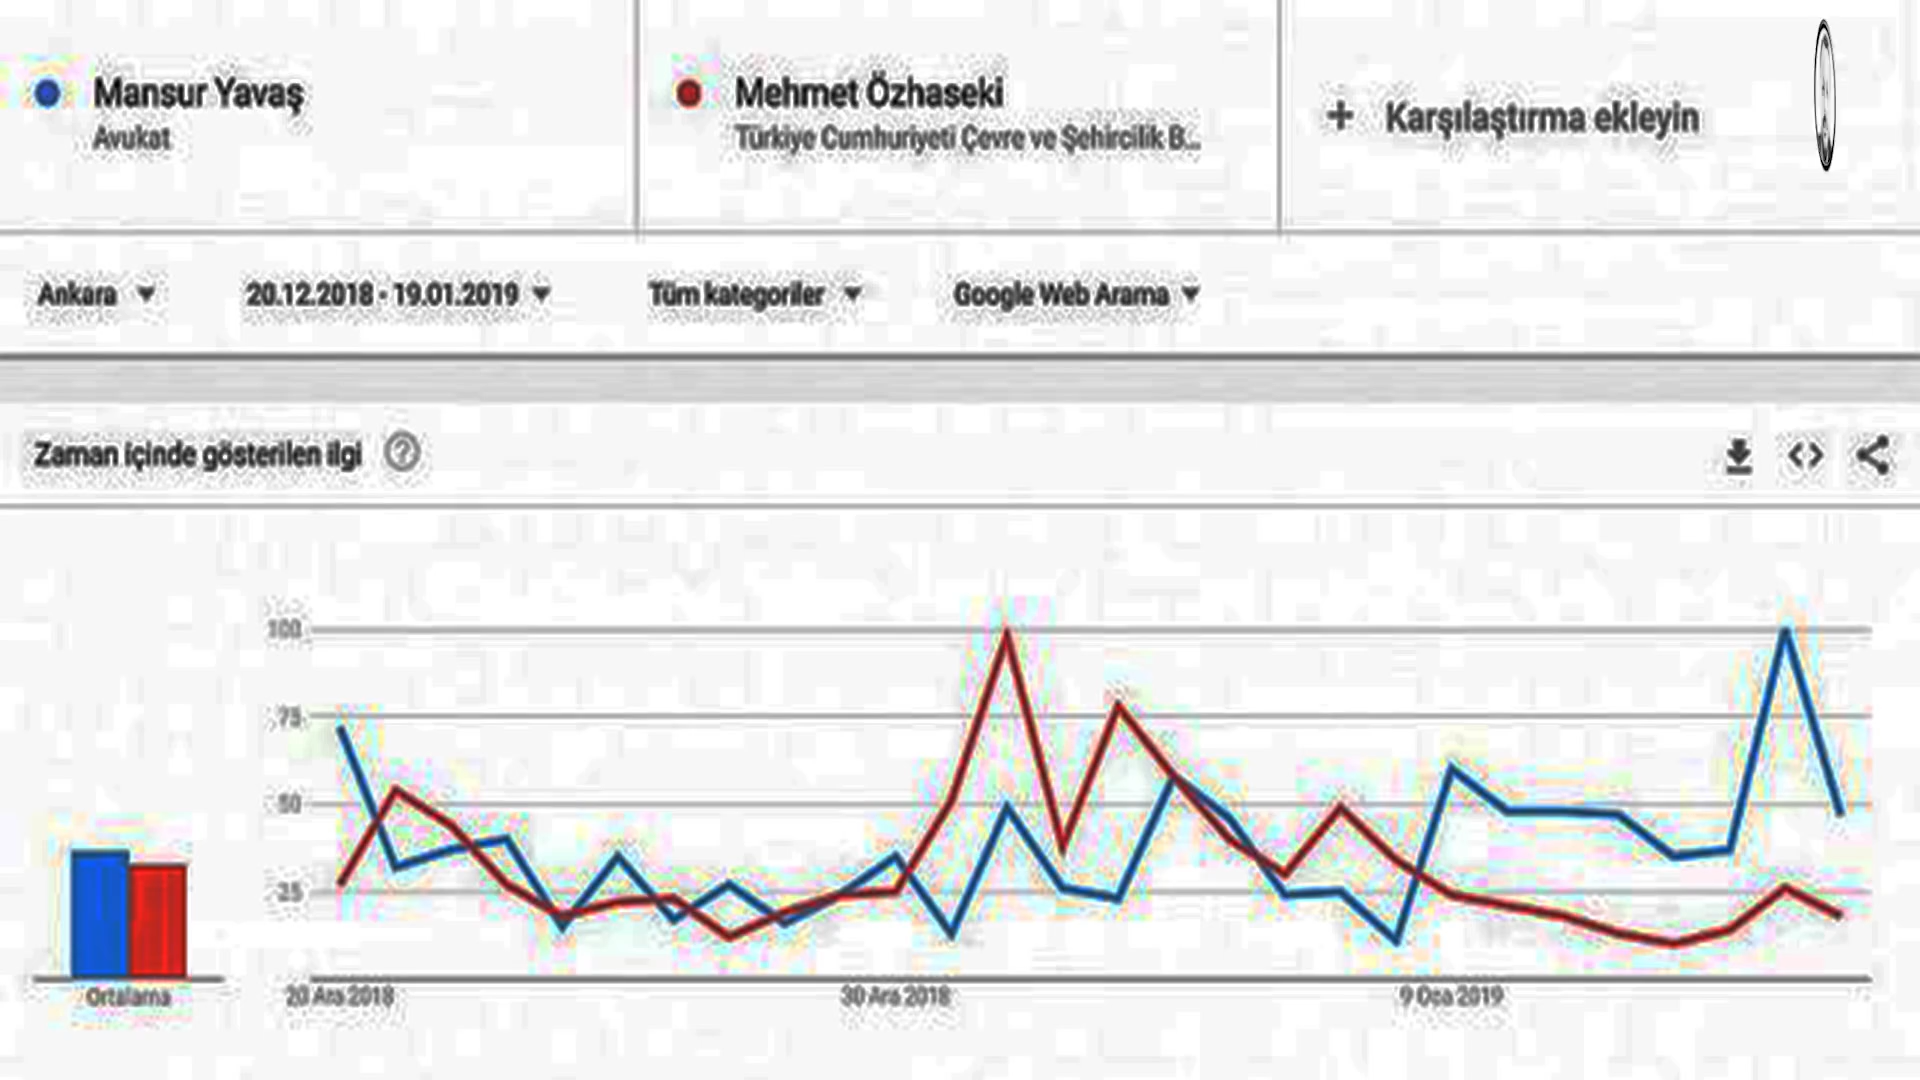 Mansur Yavaş
Avukat
Mehmet Özhaseki
Türkiye Cumhuriyeti Çevre ve Şehircilik B...
+ Karşılaştırma ekleyin
Ankara
20.12.2018 - 19.01.2019
Tüm kategoriler
Google Web Arama
Zaman içinde gösterilen ilgi
100
75
50
25
Ortalama
20 Ara 2018
30 Ara 2018
9 Oca 2019